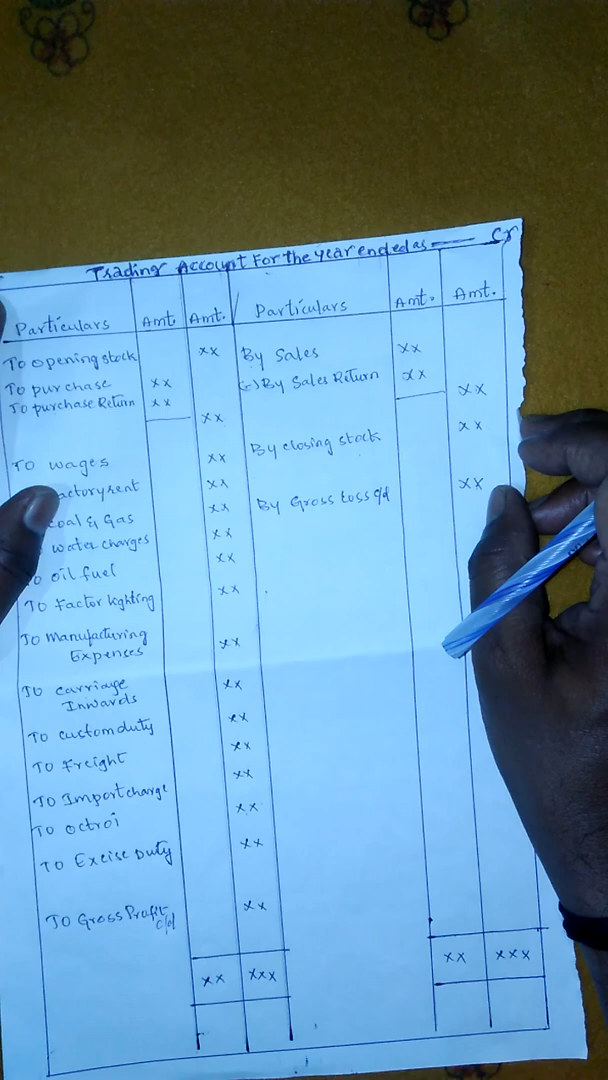 Trading Account For the year ended as — Cr
Particulars Amt. Amt. Particulars Amt. Amt.
To opening stock xx By Sales xx
To purchase xx (-) By Sales Return xx xx
To purchase Return xx xx
By closing stock xx
To wages xx
actory rent xx By Gross Loss c/d xx
coal & Gas xx
water charges xx
To oil fuel xx
To Factor lighting xx
To Manufacturing
Expenses xx
To carriage
Inwards xx
To custom duty xx
To Freight xx
To Import charge xx
To octroi xx
To Excise Duty xx
To Gross Profit
c/d xx
xx xxx xx xxx